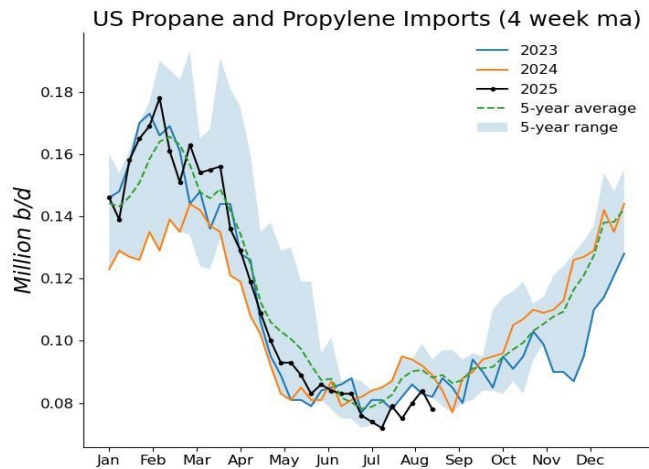 US Propane and Propylene Imports (4 week ma)
2023
2024
2025
5-year average
5-year range
Million b/d
0.18
0.16
0.14
0.12
0.10
0.08
Jan Feb Mar Apr May Jun Jul Aug Sep Oct Nov Dec